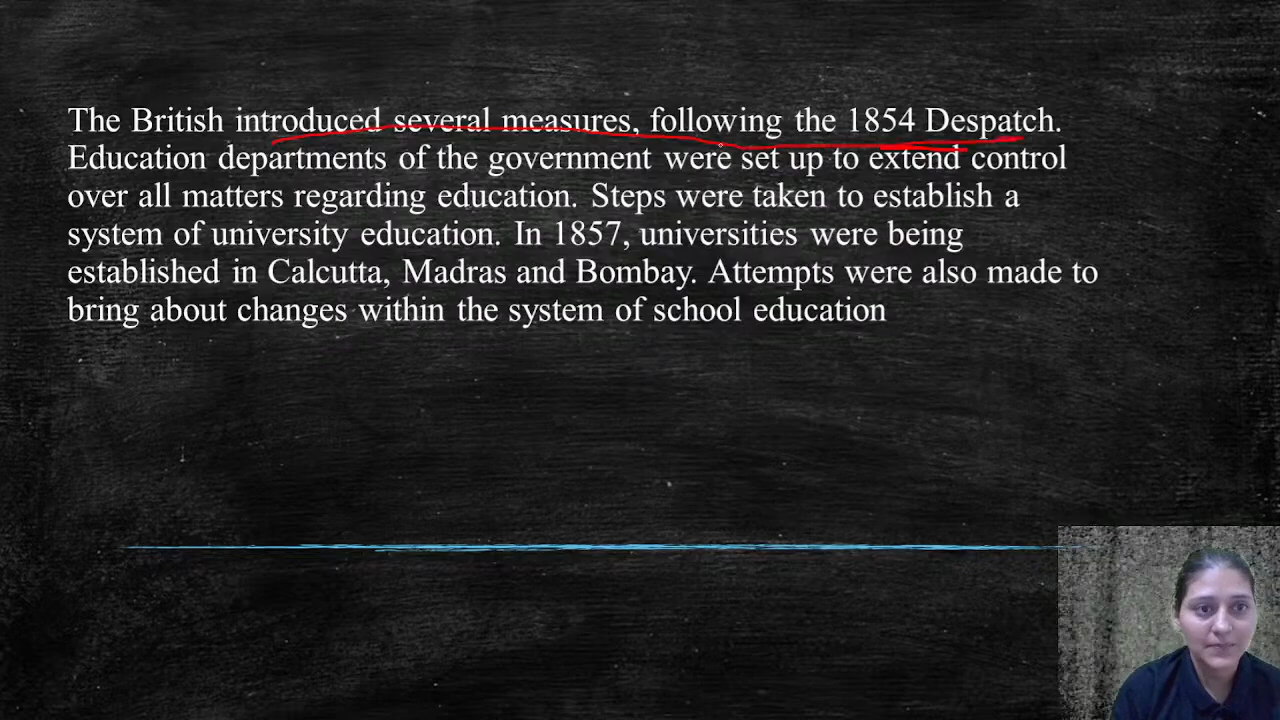 The British introduced several measures, following the 1854 Despatch.
Education departments of the government were set up to extend control
over all matters regarding education. Steps were taken to establish a
system of university education. In 1857, universities were being
established in Calcutta, Madras and Bombay. Attempts were also made to
bring about changes within the system of school education